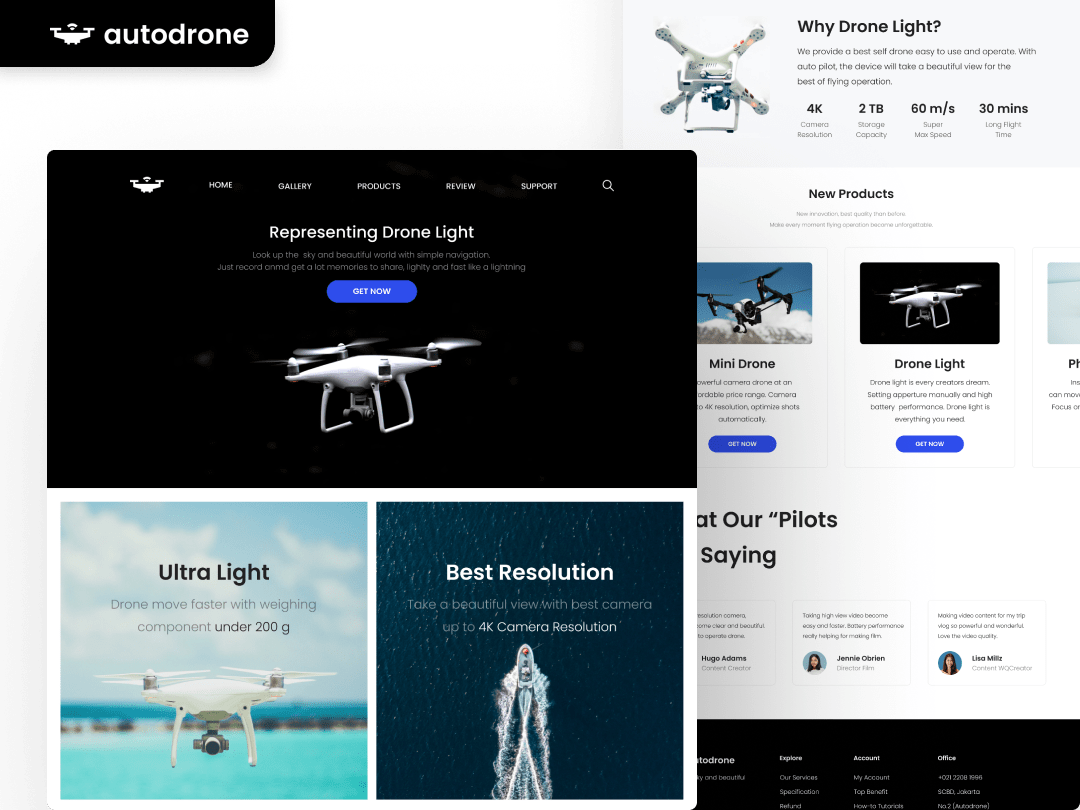 autodrone
HOME
GALLERY
PRODUCTS
REVIEW
SUPPORT
Representing Drone Light
Look up the sky and beautiful world with simple navigation.
Just record onmd get a lot memories to share, lighlty and fast like a lightning
GET NOW
Ultra Light
Drone move faster with weighing
component under 200 g
Best Resolution
Take a beautiful view with best camera
up to 4K Camera Resolution
Why Drone Light?
We provide a best self drone easy to use and operate. With
auto pilot, the device will take a beautiful view for the
best of flying operation.
4K
Camera
Resolution
2 TB
Storage
Capacity
60 m/s
Super
Max Speed
30 mins
Long Flight
Time
New Products
New innovation, best quality than before.
Make every moment flying operation become unforgettable.
Mini Drone
camera drone at an
price range. Camera
4K resolution, optimize shots
automatically.
GET NOW
Drone Light
Drone light is every creators dream.
Setting apperture manually and high
battery performance. Drone light is
everything you need.
GET NOW
can
Focus
Our “Pilots
Saying
camera,
clear and beautiful.
to operate drone.
Hugo Adams
Content Creator
Taking high view video become
easy and faster. Battery performance
really helping for making film.
Jennie Obrien
Director Film
Making video content for my trip
vlog so powerful and wonderful.
Love the video quality.
Lisa Millz
Content WQCreator
and beautiful
Explore
Our Services
Specification
Refund
Account
My Account
Top Benefit
How-to Tutorials
Office
+021 2208 1996
SCBD, Jakarta
No.2 (Autodrone)